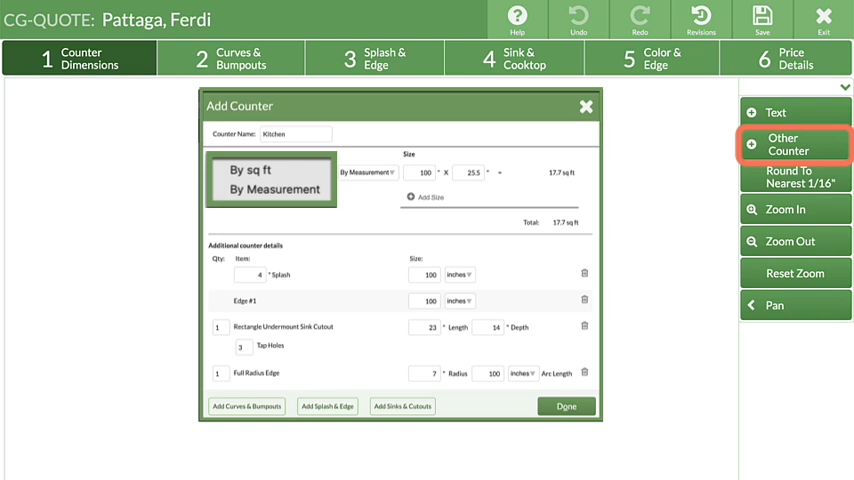 CG-QUOTE: Pattaga, Ferdi
Help
Undo
Redo
Revisions
Save
Exit
1 Counter Dimensions
2 Curves & Bumpouts
3 Splash & Edge
4 Sink & Cooktop
5 Color & Edge
6 Price Details
Add Counter
Counter Name: Kitchen
Size
By sq ft
By Measurement
By Measurement 100 " X 25.5 " = 17.7 sq ft
Add Size
Total: 17.7 sq ft
Additional counter details
Qty: Item: Size:
4 " Splash 100 inches
Edge #1 100 inches
1 Rectangle Undermount Sink Cutout 23 " Length 14 " Depth
3 Tap Holes
1 Full Radius Edge 7 " Radius 100 inches Arc Length
Add Curves & Bumpouts
Add Splash & Edge
Add Sinks & Cutouts
Done
Text
Other
Counter
Round To
Nearest 1/16"
Zoom In
Zoom Out
Reset Zoom
Pan